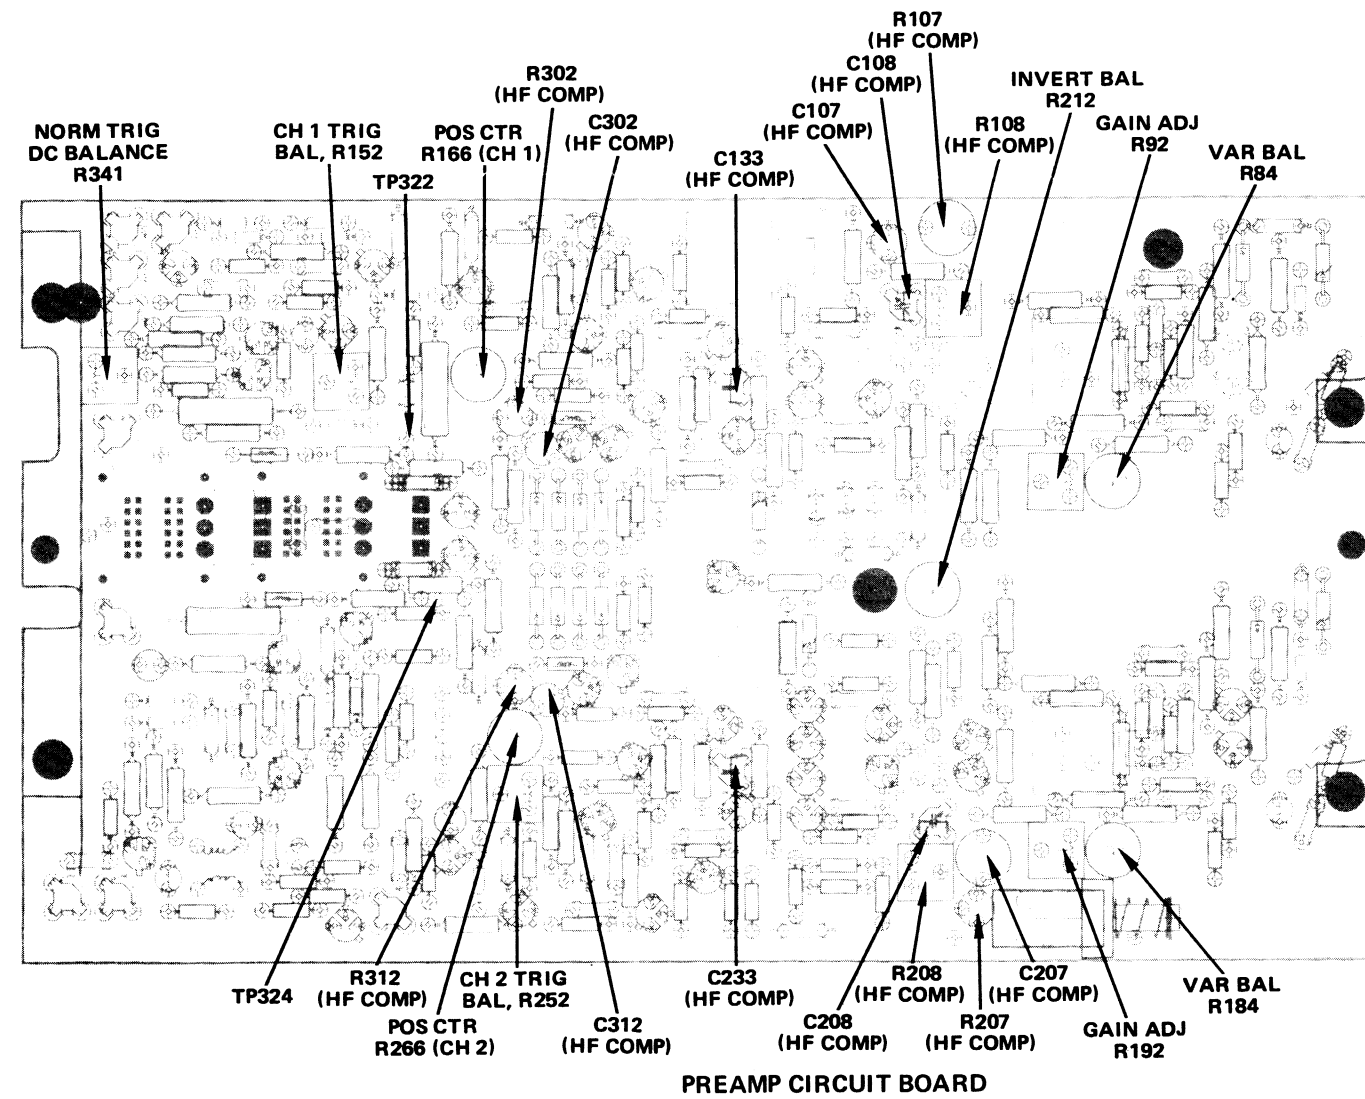 R107
(HF COMP)
C108
(HF COMP)
C107
(HF COMP)
R302
(HF COMP)
C302
(HF COMP)
INVERT BAL
R212
R108
(HF COMP)
GAIN ADJ
R92
VAR BAL
R84
NORM TRIG
DC BALANCE
R341
CH 1 TRIG
BAL, R152
POS CTR
R166 (CH 1)
TP322
C133
(HF COMP)
TP324
R312
(HF COMP)
CH 2 TRIG
BAL, R252
POS CTR
R266 (CH 2)
C312
(HF COMP)
C233
(HF COMP)
R208
(HF COMP)
C207
(HF COMP)
C208
(HF COMP)
R207
(HF COMP)
VAR BAL
R184
GAIN ADJ
R192
PREAMP CIRCUIT BOARD